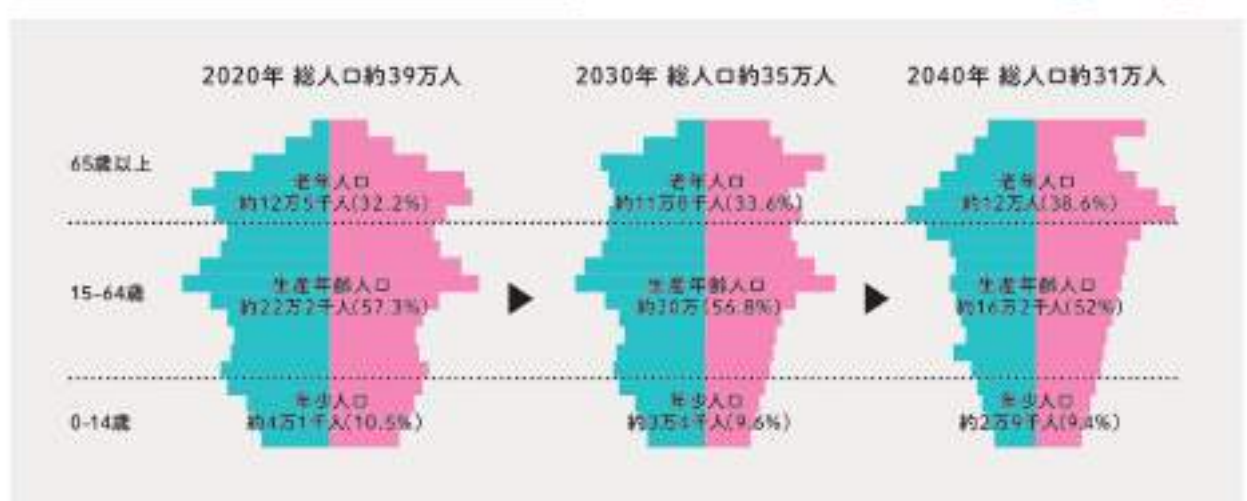 2020年 総人口約39万人
2030年 総人口約35万人
2040年 総人口約31万人
65歳以上
老年人口
約12万5千人(32.2%)
老年人口
約11万8千人(33.6%)
老年人口
約12万人(38.6%)
15-64歳
生産年齢人口
約22万2千人(57.3%)
生産年齢人口
約20万(56.8%)
生産年齢人口
約16万2千人(52%)
0-14歳
年少人口
約4万1千人(10.5%)
年少人口
約3万4千人(9.6%)
年少人口
約2万9千人(9.4%)